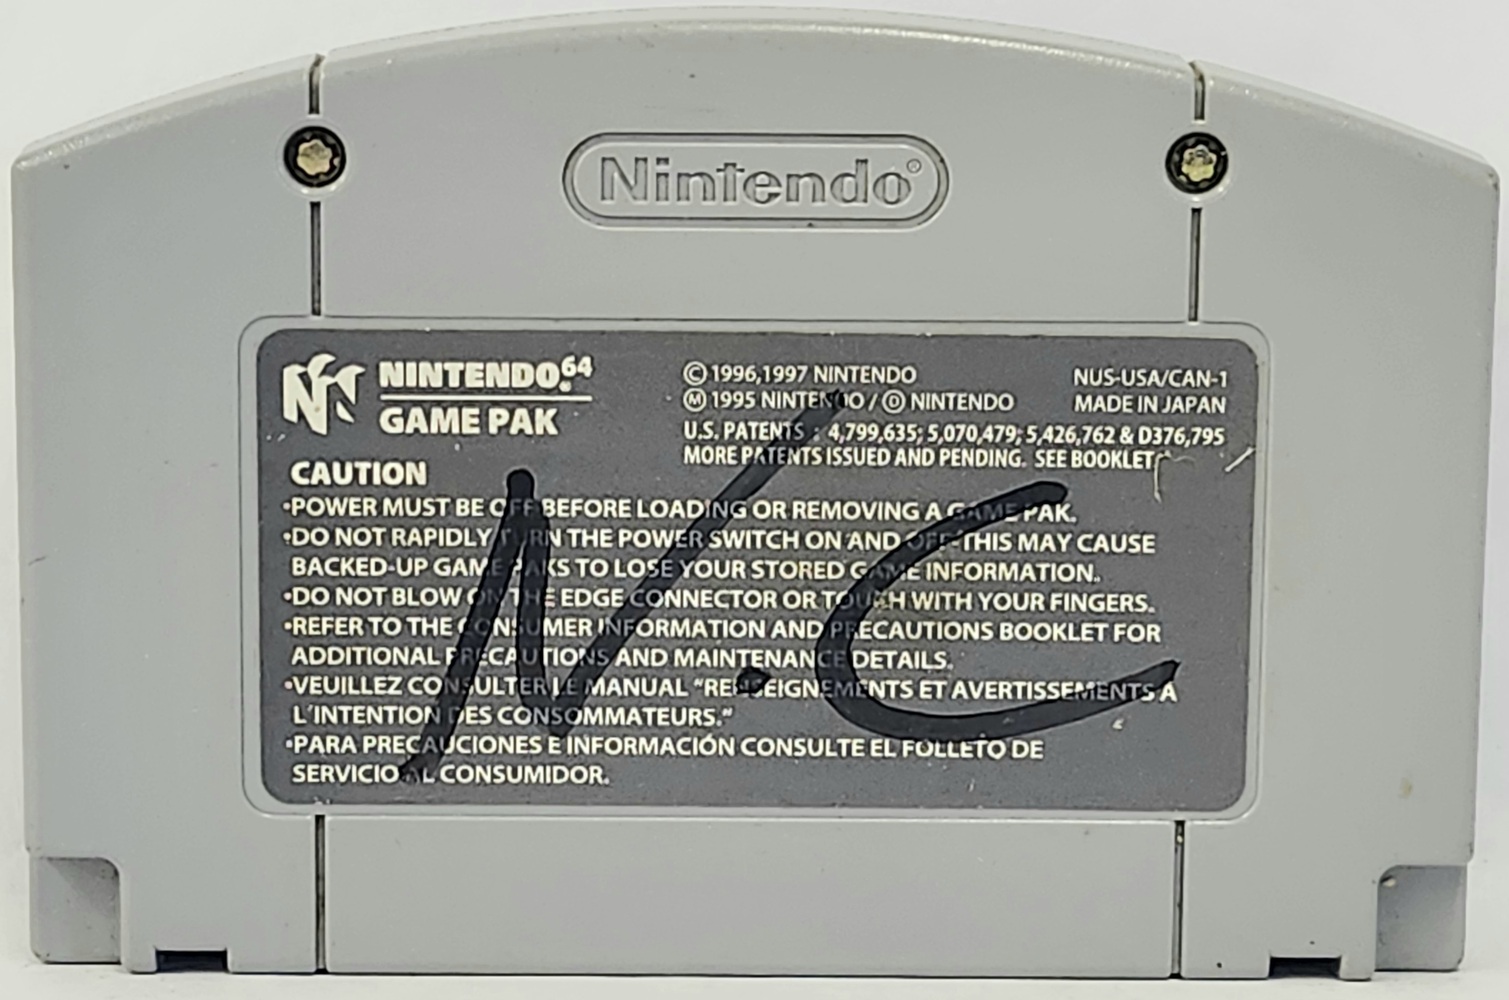 Nintendo®
NINTENDO⁶⁴®
GAME PAK
©1996,1997 NINTENDO
Ⓜ1995 NINTENDO/ⒹNINTENDO
U.S. PATENTS : 4,799,635; 5,070,479; 5,426,762 & D376,795
MORE PATENTS ISSUED AND PENDING. SEE BOOKLET
NUS-USA/CAN-1
MADE IN JAPAN
CAUTION
•POWER MUST BE OFF BEFORE LOADING OR REMOVING A GAME PAK.
•DO NOT RAPIDLY TURN THE POWER SWITCH ON AND OFF. THIS MAY CAUSE
BACKED-UP GAME PAKS TO LOSE YOUR STORED GAME INFORMATION.
•DO NOT BLOW ON THE EDGE CONNECTOR OR TOUCH WITH YOUR FINGERS.
•REFER TO THE CONSUMER INFORMATION AND PRECAUTIONS BOOKLET FOR
ADDITIONAL PRECAUTIONS AND MAINTENANCE DETAILS.
•VEUILLEZ CONSULTER LE MANUAL "RENSEIGNEMENTS ET AVERTISSEMENTS À
L'INTENTION DES CONSOMMATEURS."
•PARA PRECAUCIONES E INFORMACIÓN CONSULTE EL FOLLETO DE
SERVICIO AL CONSUMIDOR.
N.C